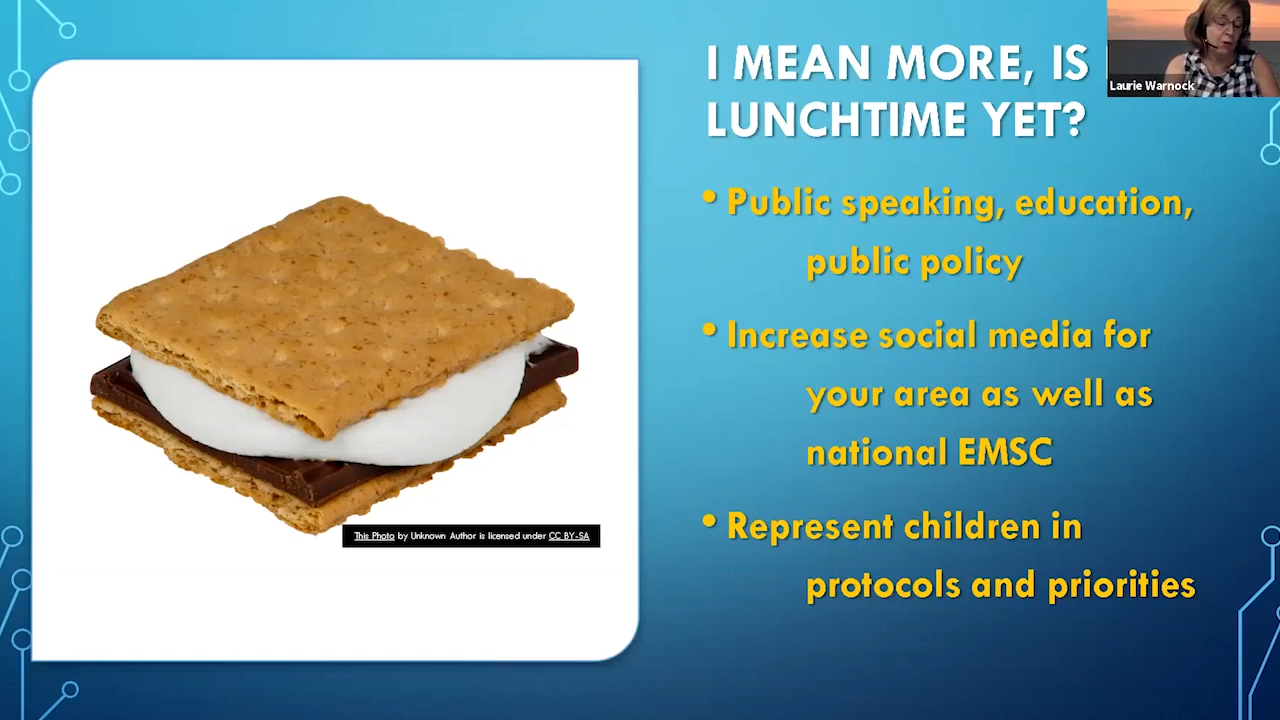 I MEAN MORE, IS
LUNCHTIME YET?
Laurie Warnock
• Public speaking, education,
public policy
• Increase social media for
your area as well as
national EMSC
• Represent children in
protocols and priorities
This Photo by Unknown Author is licensed under CC BY-SA